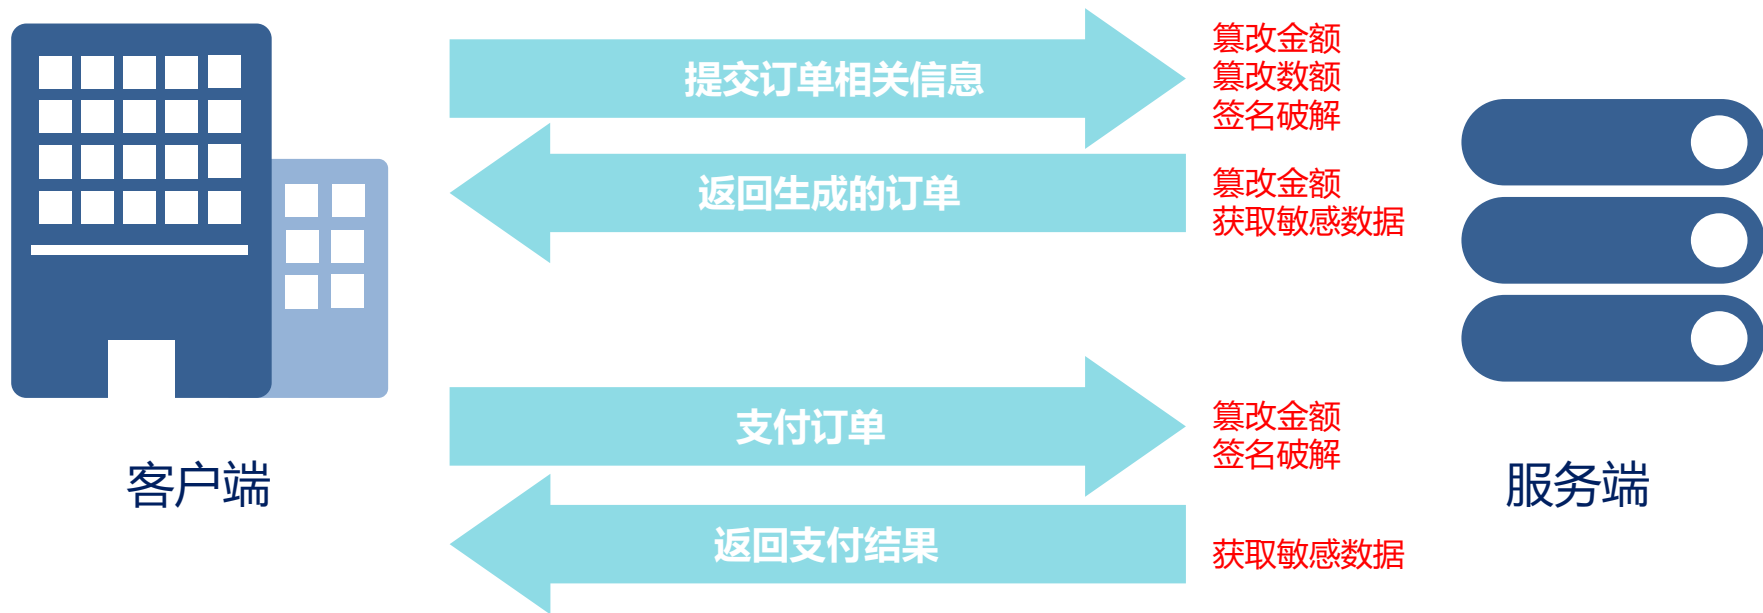 提交订单相关信息
篡改金额
篡改数额
签名破解
返回生成的订单
篡改金额
获取敏感数据
支付订单
篡改金额
签名破解
客户端
服务端
返回支付结果
获取敏感数据